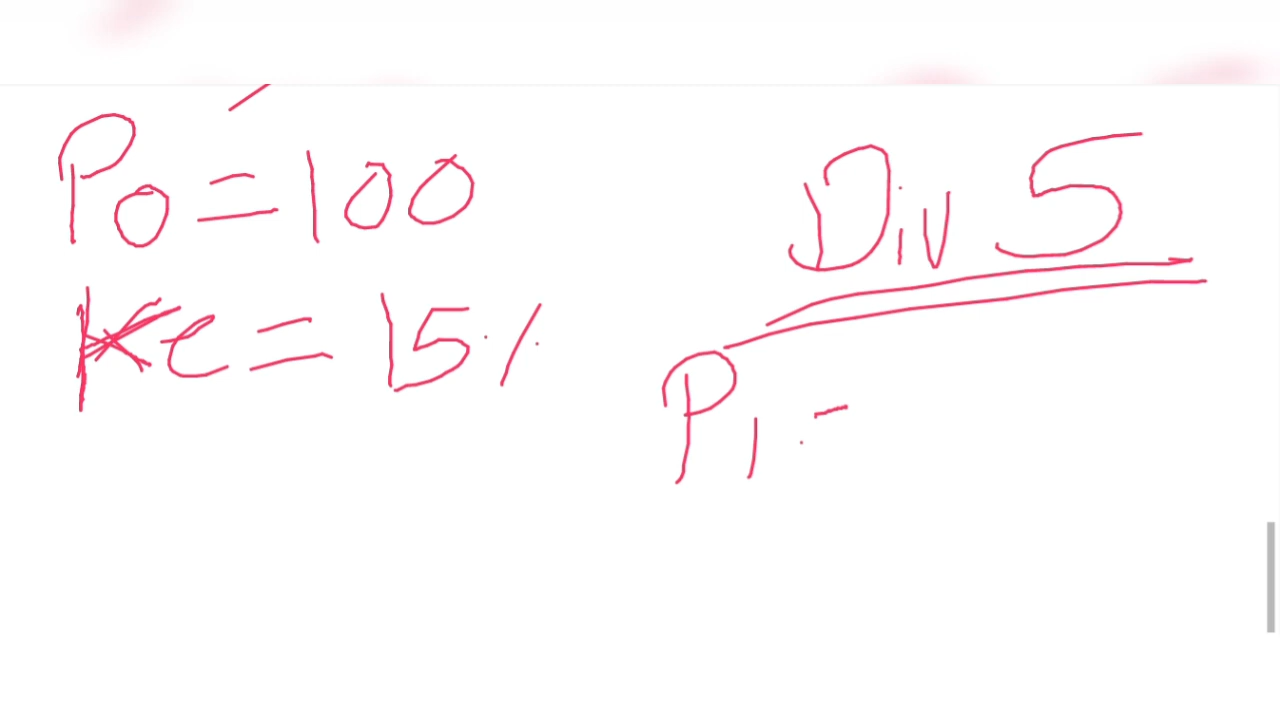 Po = 100
Ke = 15%
Div 5
P1 =